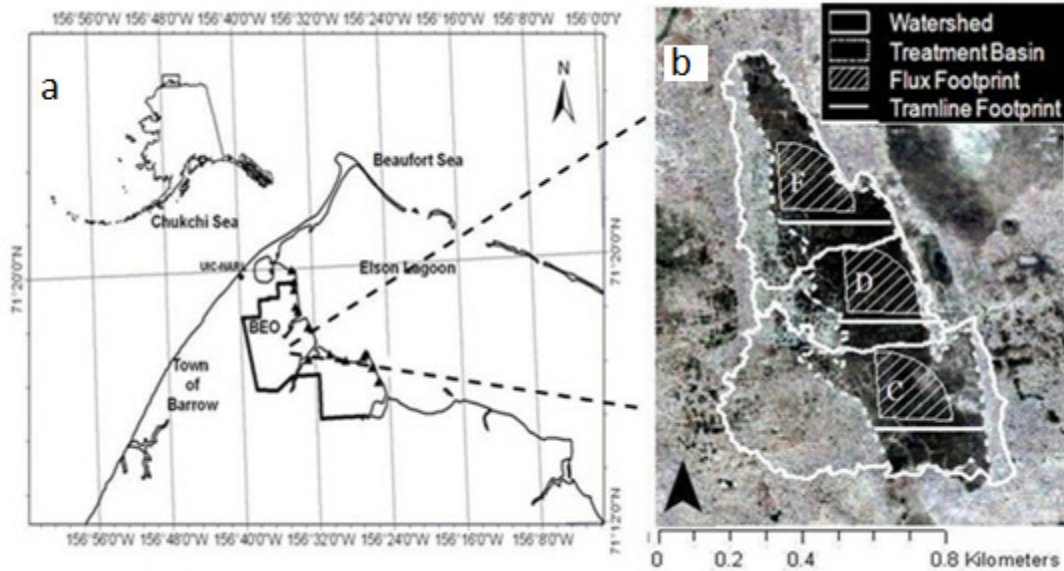 156°56'0"W 156°48'0"W 156°40'0"W 156°32'0"W 156°24'0"W 156°16'0"W 156°8'0"W 156°0'0"W
a
N
Beaufort Sea
Chukchi Sea
UIC-NARL
Elson Lagoon
71°20'0"N
71°20'0"N
BEO
Town
of
Barrow
71°12'0"N
156°56'0"W 156°48'0"W 156°40'0"W 156°32'0"W 156°24'0"W 156°16'0"W 156°8'0"W
b
Watershed
Treatment Basin
Flux Footprint
Tramline Footprint
D
C
0 0.2 0.4 0.8 Kilometers